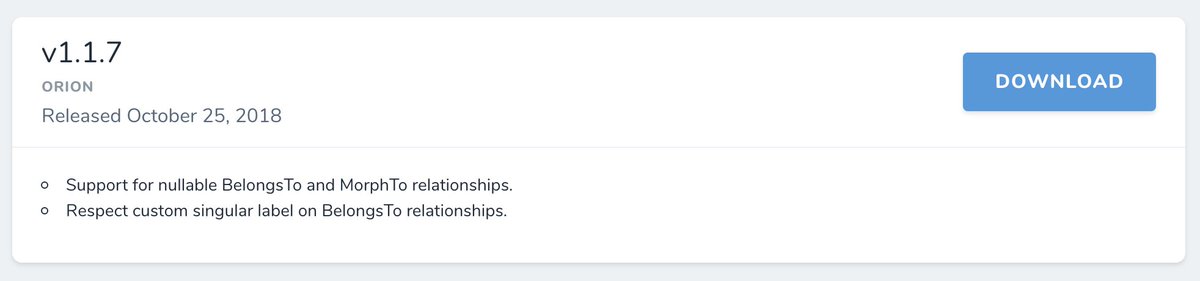 v1.1.7
ORION
Released October 25, 2018
DOWNLOAD
Support for nullable BelongsTo and MorphTo relationships.
Respect custom singular label on BelongsTo relationships.